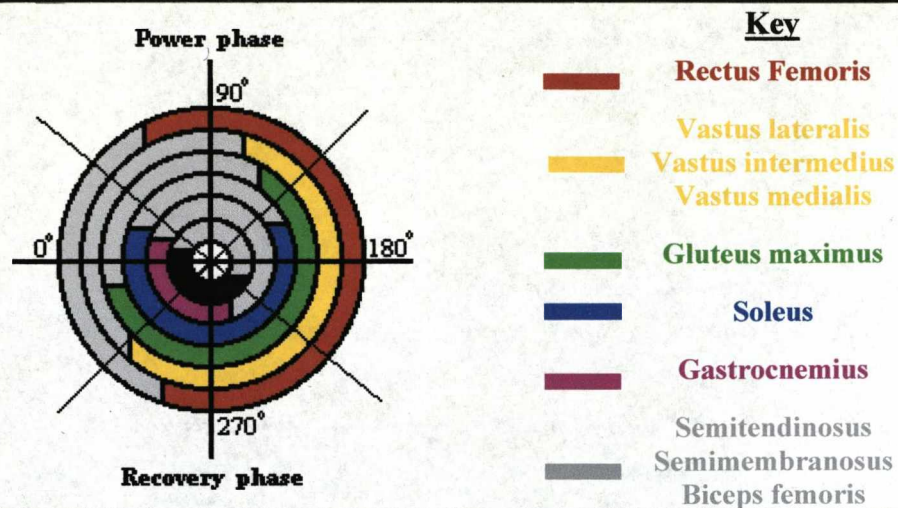 Power phase
90°
0°
180°
270°
Recovery phase
Key
Rectus Femoris
Vastus lateralis
Vastus intermedius
Vastus medialis
Gluteus maximus
Soleus
Gastrocnemius
Semitendinosus
Semimembranosus
Biceps femoris